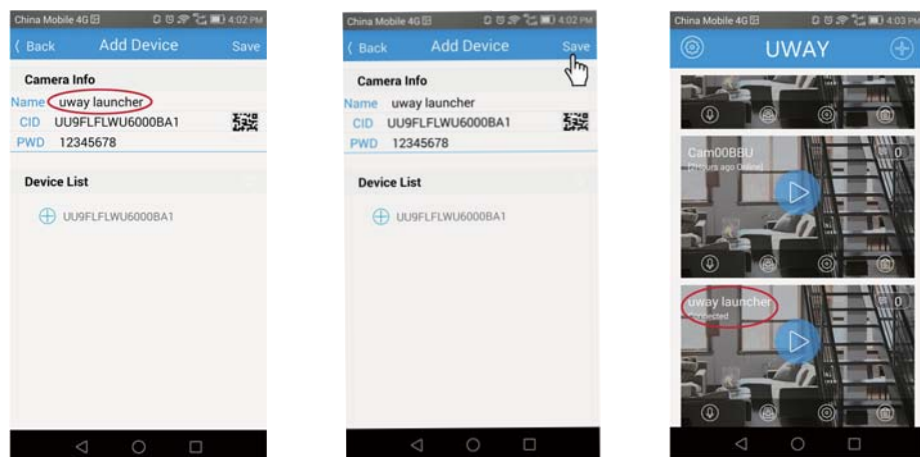 China Mobile 4G 4:02 PM
Back Add Device Save
Camera Info
Name uway launcher
CID UU9FLFLWU6000BA1
PWD 12345678
Device List
UU9FLFLWU6000BA1
China Mobile 4G 4:02 PM
Back Add Device Save
Camera Info
Name uway launcher
CID UU9FLFLWU6000BA1
PWD 12345678
Device List
UU9FLFLWU6000BA1
China Mobile 4G 4:03 PM
UWAY
Cam00BBU 0
hours ago Online]
uway launcher 0
Connected